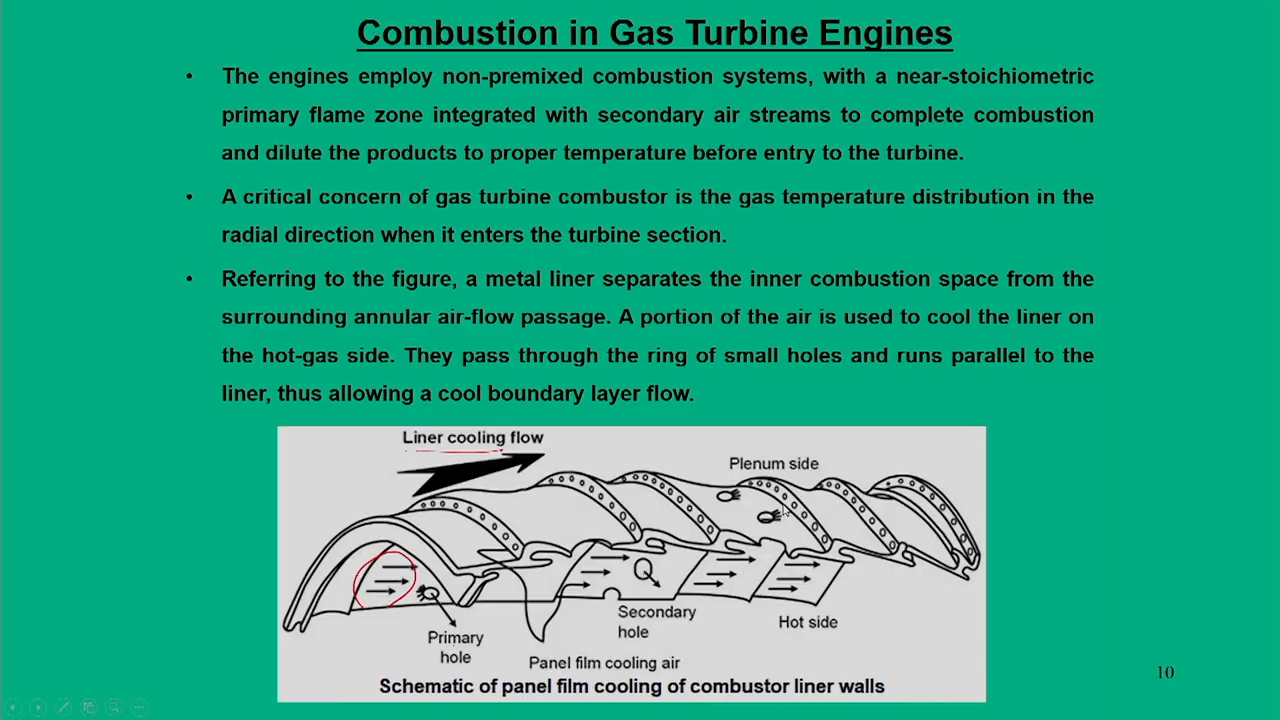 Combustion in Gas Turbine Engines
• The engines employ non-premixed combustion systems, with a near-stoichiometric
primary flame zone integrated with secondary air streams to complete combustion
and dilute the products to proper temperature before entry to the turbine.
• A critical concern of gas turbine combustor is the gas temperature distribution in the
radial direction when it enters the turbine section.
• Referring to the figure, a metal liner separates the inner combustion space from the
surrounding annular air-flow passage. A portion of the air is used to cool the liner on
the hot-gas side. They pass through the ring of small holes and runs parallel to the
liner, thus allowing a cool boundary layer flow.
Liner cooling flow
Plenum side
Secondary
hole
Hot side
Primary
hole
Panel film cooling air
Schematic of panel film cooling of combustor liner walls
10